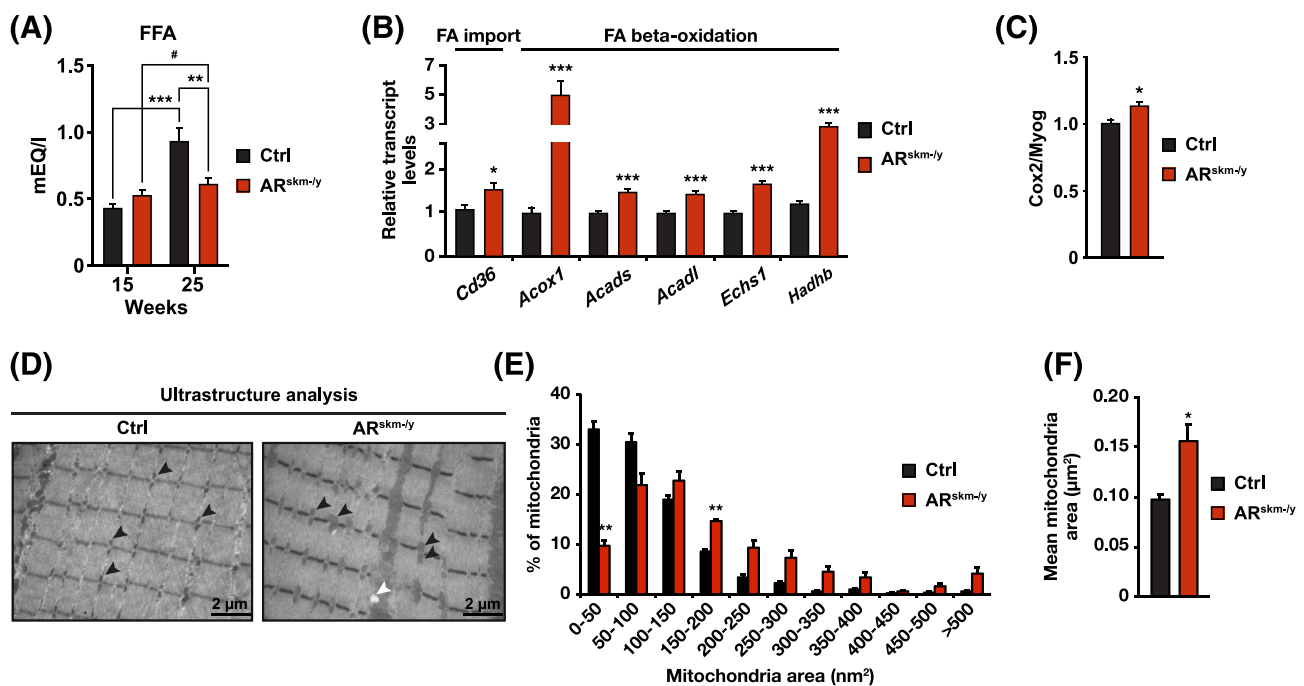 (A)
FFA
1.5
1.0
0.5
0
mEQ/l
#
***
**
15
25
Weeks
Ctrl
ARskm-/y
(B)
FA import
FA beta-oxidation
Relative transcript
levels
7
5
3
2
1
0
*
***
***
***
***
***
Cd36
Acox1
Acads
Acadl
Echs1
Hadhb
Ctrl
ARskm-/y
(C)
Cox2/Myog
1.5
1.0
0.5
0
*
Ctrl
ARskm-/y
(D)
Ultrastructure analysis
Ctrl
ARskm-/y
2 µm
2 µm
(E)
% of mitochondria
40
30
20
10
0
**
**
0-50
50-100
100-150
150-200
200-250
250-300
300-350
350-400
400-450
450-500
>500
Mitochondria area (nm²)
Ctrl
ARskm-/y
(F)
Mean mitochondria
area (µm²)
0.20
0.15
0.10
0.05
0.00
*
Ctrl
ARskm-/y